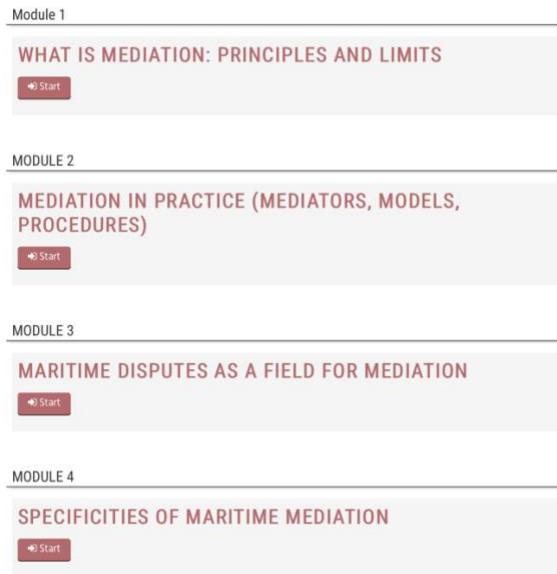 Module 1
WHAT IS MEDIATION: PRINCIPLES AND LIMITS
Start
MODULE 2
MEDIATION IN PRACTICE (MEDIATORS, MODELS,
PROCEDURES)
Start
MODULE 3
MARITIME DISPUTES AS A FIELD FOR MEDIATION
Start
MODULE 4
SPECIFICITIES OF MARITIME MEDIATION
Start